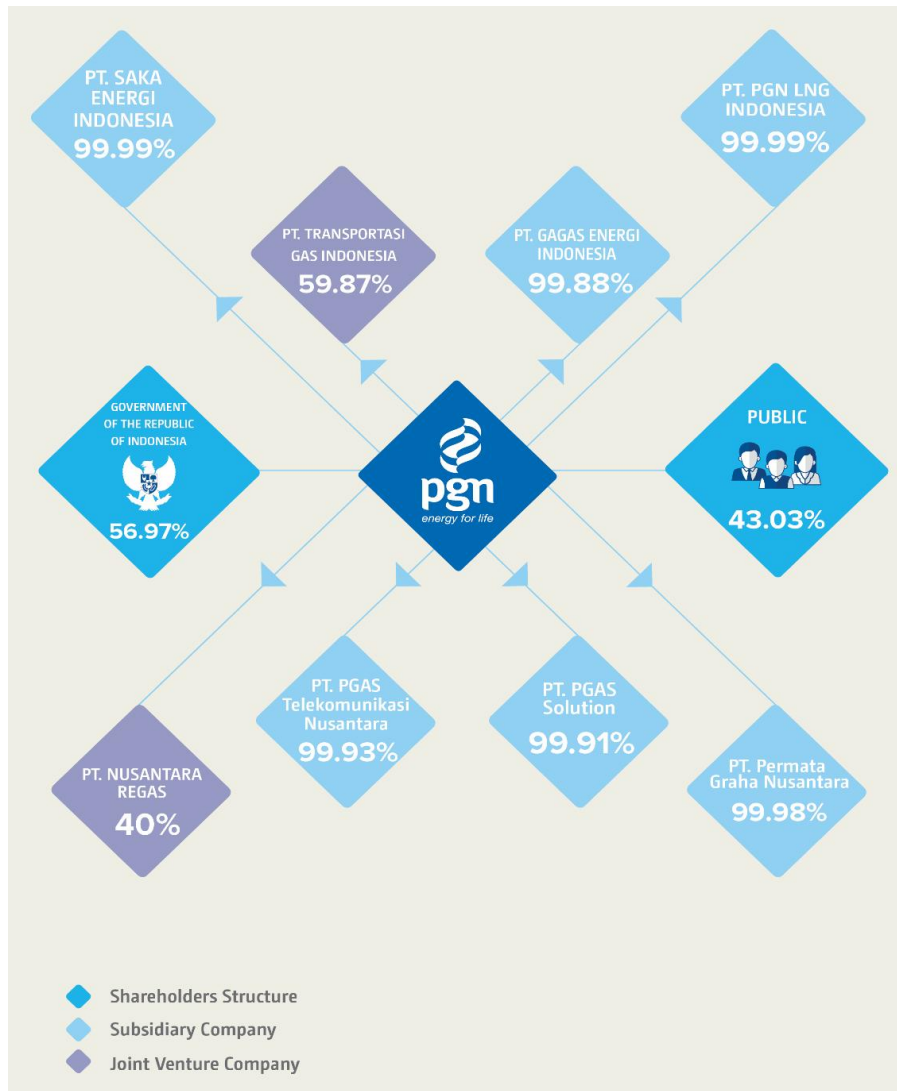 PT. SAKA
ENERGI
INDONESIA
99.99%
PT. PGN LNG
INDONESIA
99.99%
PT. TRANSPORTASI
GAS INDONESIA
59.87%
PT. GAGAS ENERGI
INDONESIA
99.88%
GOVERNMENT
OF THE REPUBLIC
OF INDONESIA
56.97%
pgn
energy for life
PUBLIC
43.03%
PT. NUSANTARA
REGAS
40%
PT. PGAS
Telekomunikasi
Nusantara
99.93%
PT. PGAS
Solution
99.91%
PT. Permata
Graha Nusantara
99.98%
Shareholders Structure
Subsidiary Company
Joint Venture Company